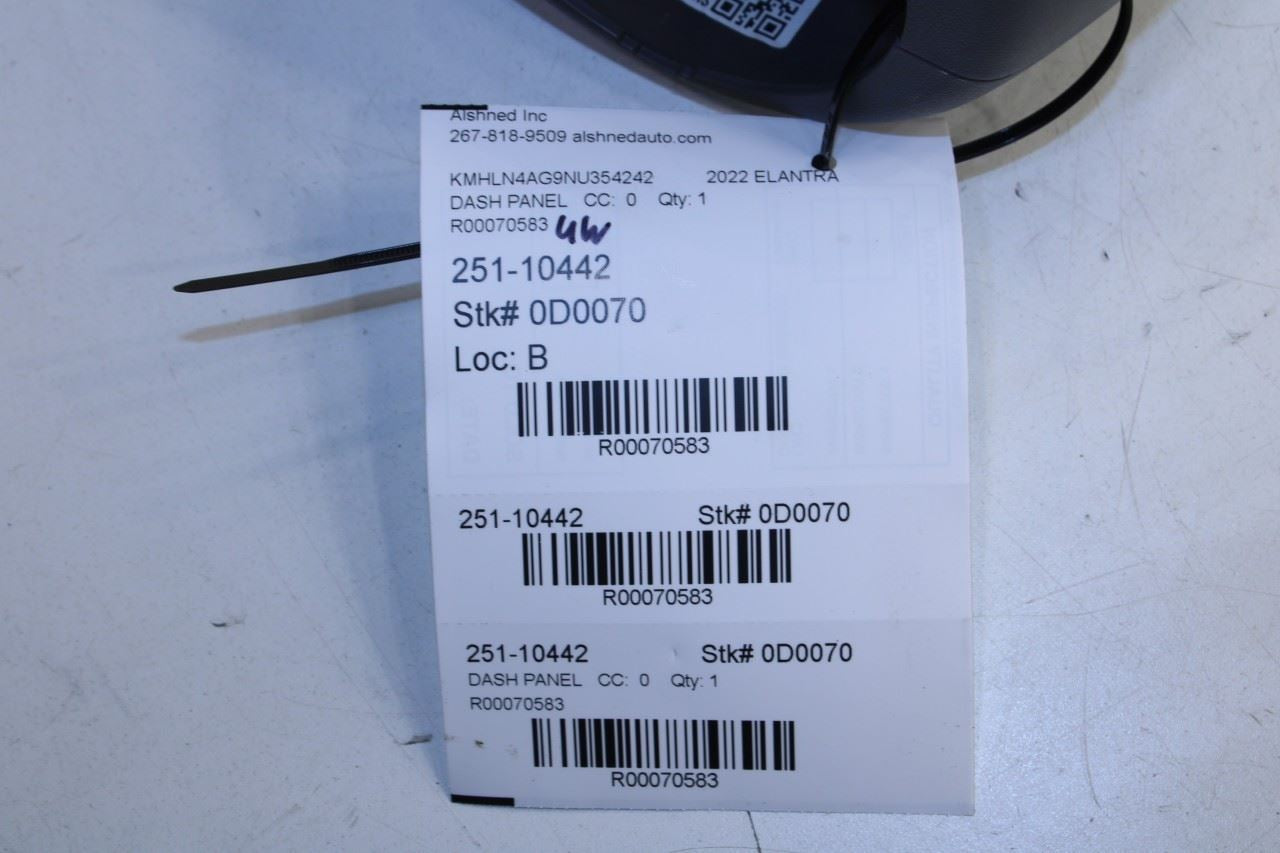 Alshned Inc
267-818-9509 alshnedauto.com
KMHLN4AG9NU354242 2022 ELANTRA
DASH PANEL CC: 0 Qty: 1
R00070583 UW
251-10442
Stk# 0D0070
Loc: B
R00070583
251-10442 Stk# 0D0070
R00070583
251-10442 Stk# 0D0070
DASH PANEL CC: 0 Qty: 1
R00070583
R00070583